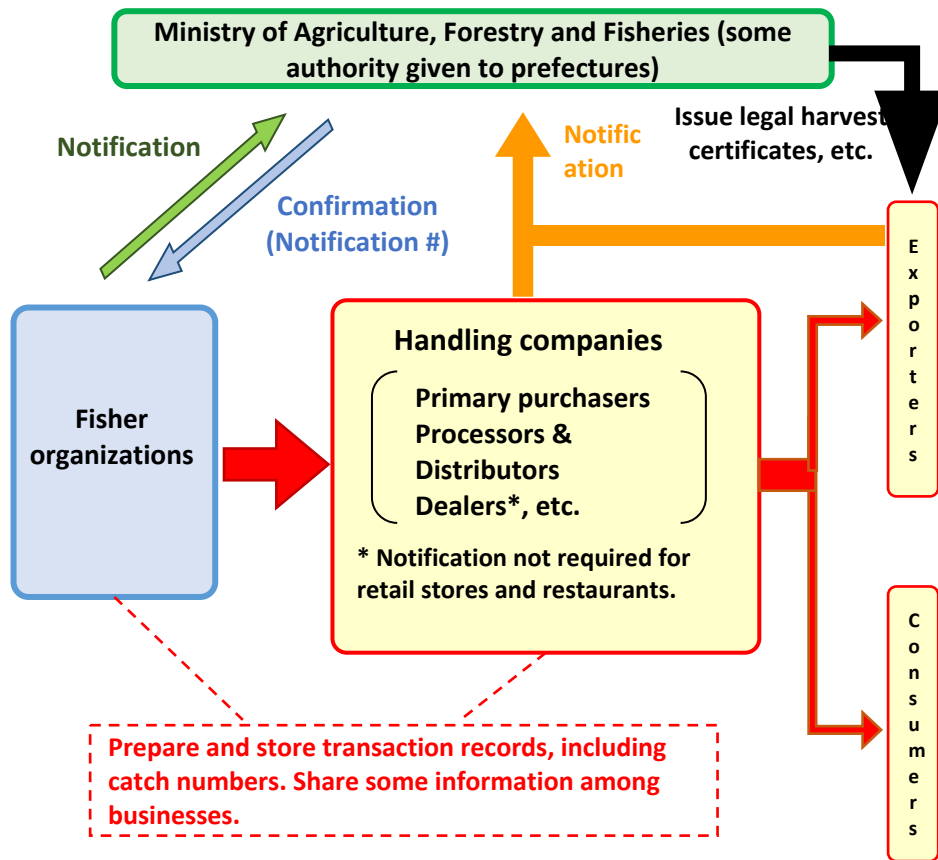 Ministry of Agriculture, Forestry and Fisheries (some
authority given to prefectures)
Notification
Confirmation
(Notification #)
Notific
ation
Issue legal harvest
certificates, etc.
Fisher
organizations
Handling companies
Primary purchasers
Processors &
Distributors
Dealers*, etc.
* Notification not required for
retail stores and restaurants.
Exporters
Consumers
Prepare and store transaction records, including
catch numbers. Share some information among
businesses.